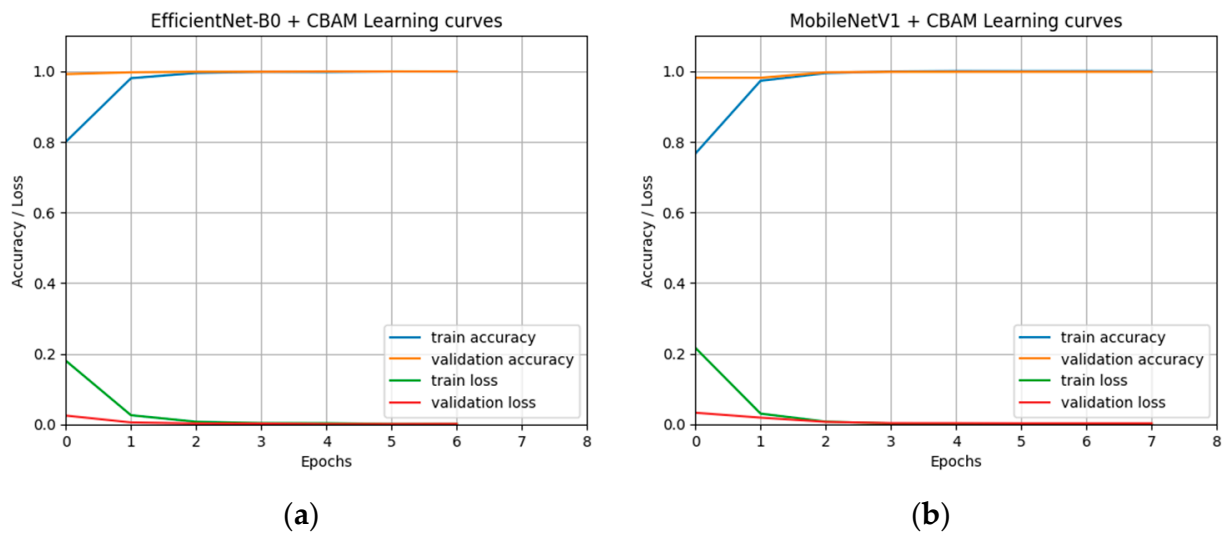 EfficientNet-B0 + CBAM Learning curves
1.0
0.8
0.6
0.4
0.2
0.0
Accuracy / Loss
train accuracy
validation accuracy
train loss
validation loss
0 1 2 3 4 5 6 7 8
Epochs
(a)
MobileNetV1 + CBAM Learning curves
1.0
0.8
0.6
0.4
0.2
0.0
Accuracy / Loss
train accuracy
validation accuracy
train loss
validation loss
0 1 2 3 4 5 6 7 8
Epochs
(b)